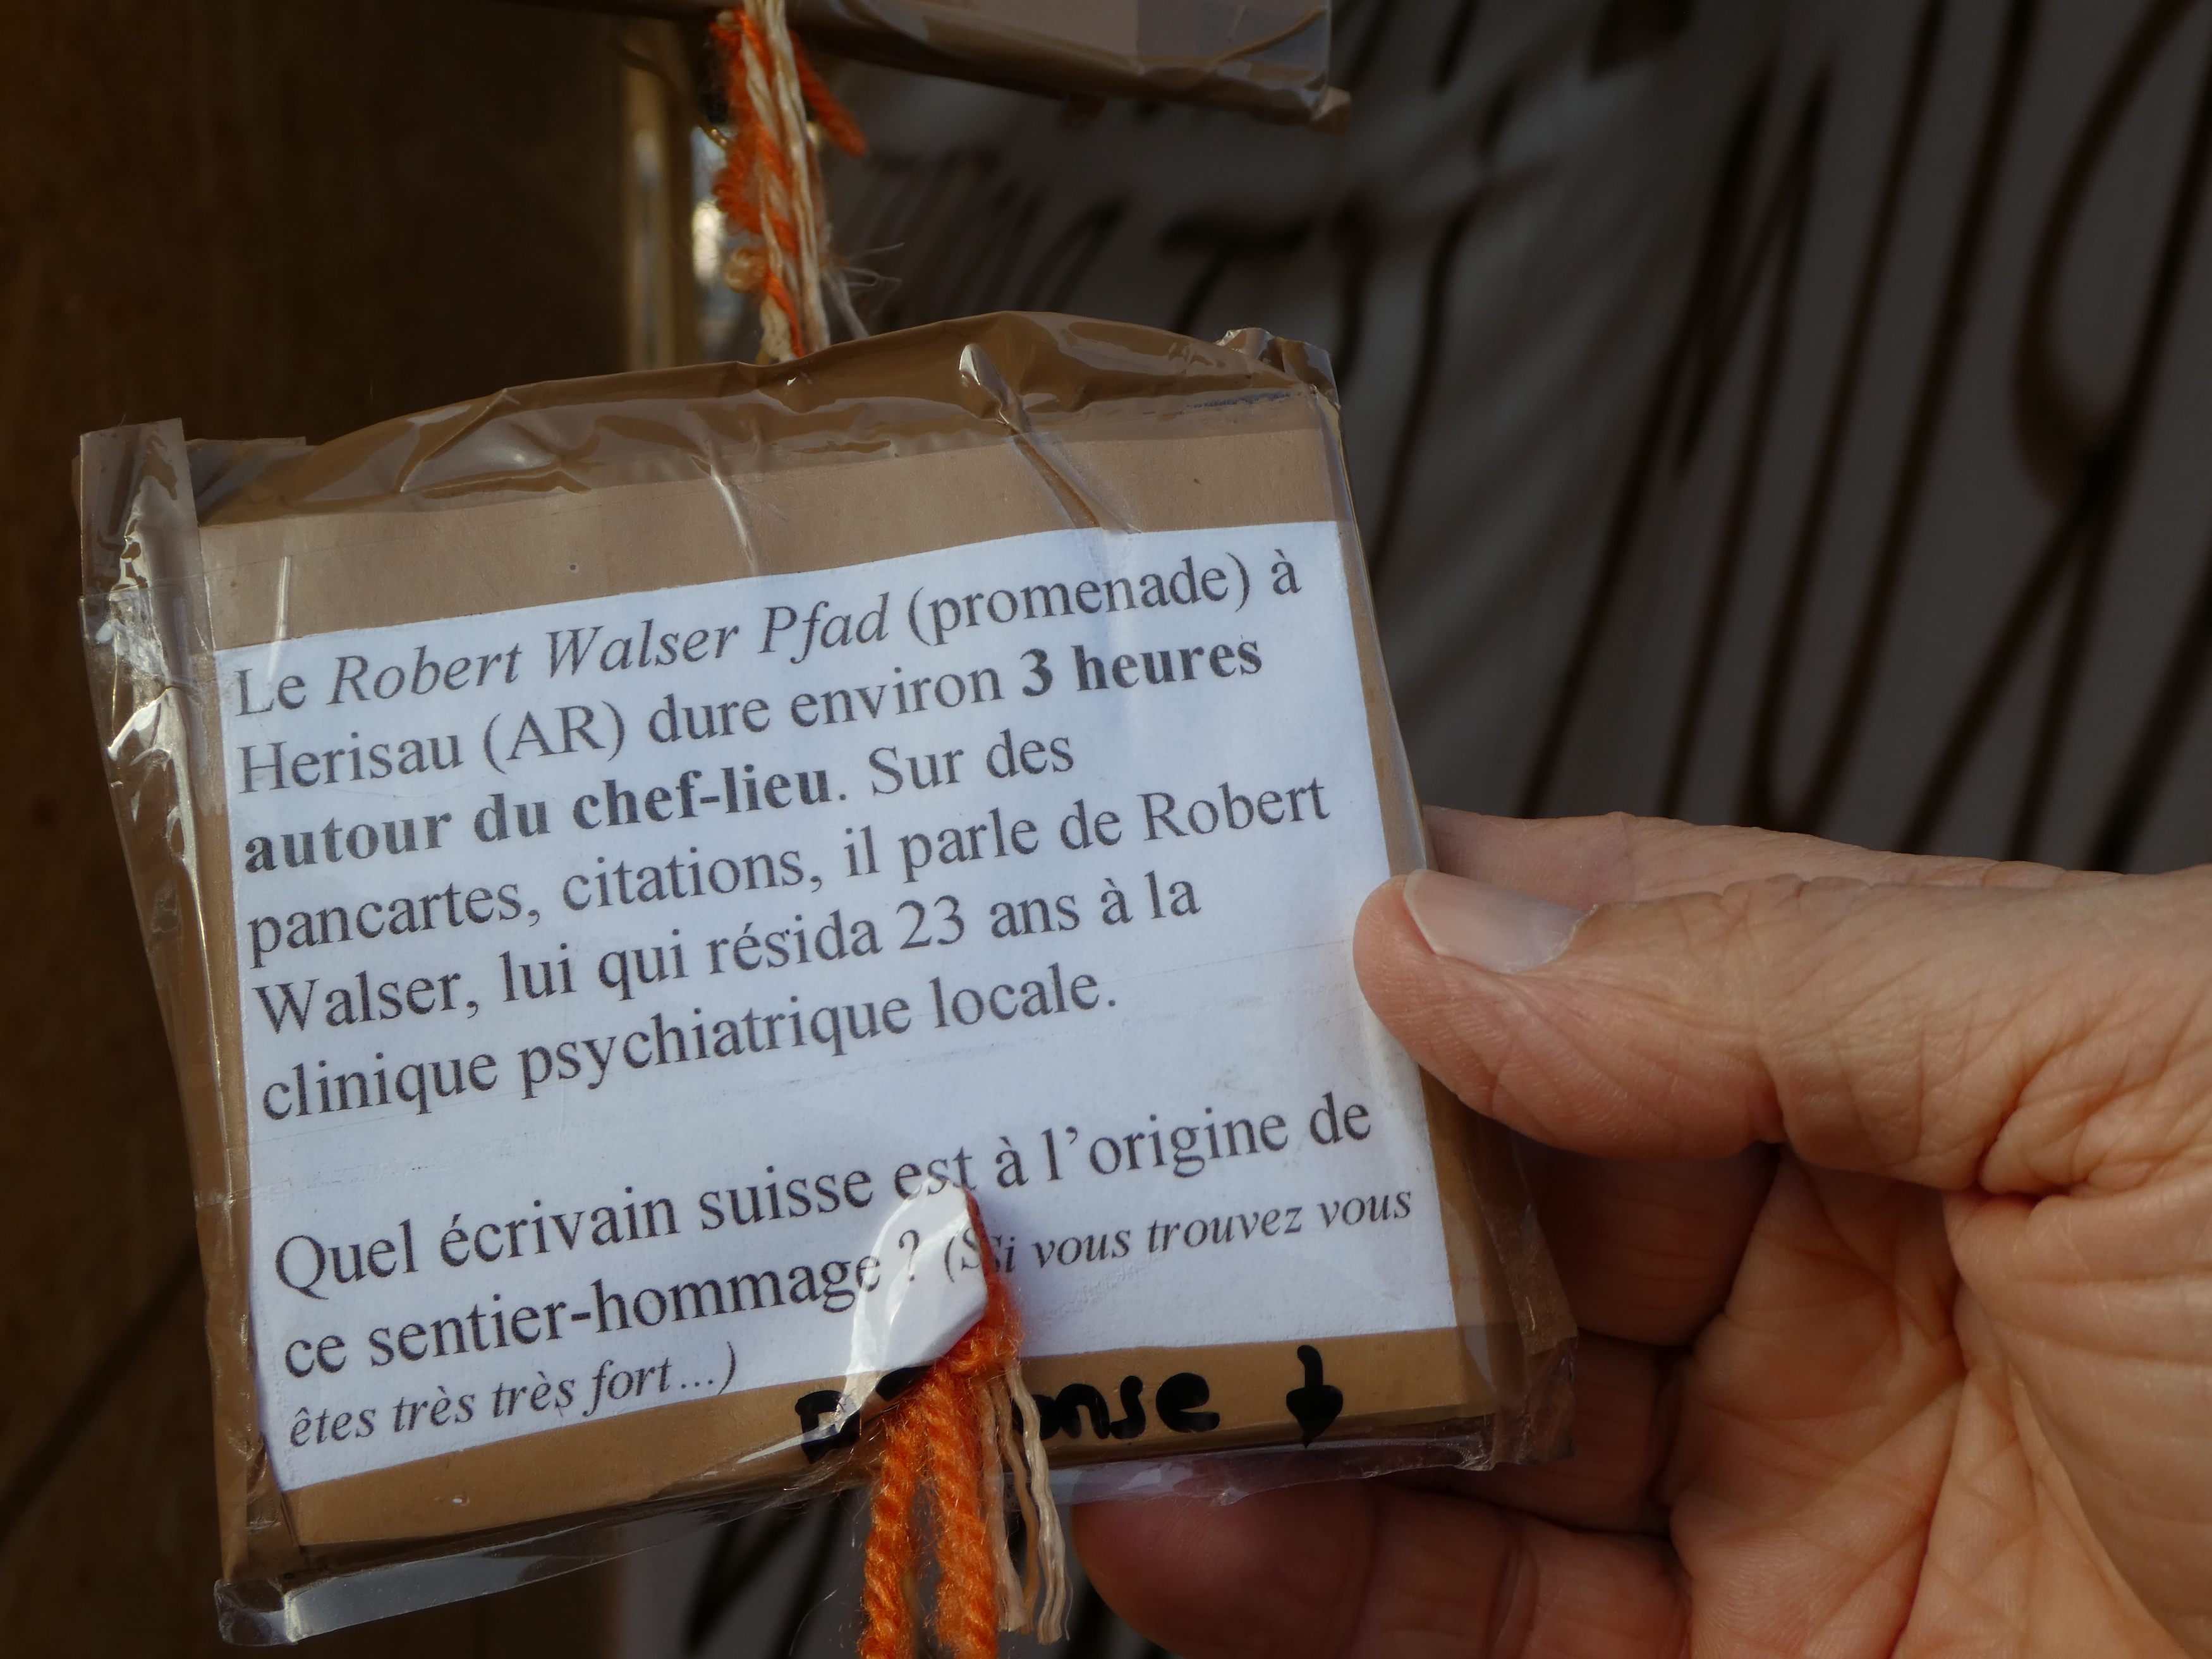 Le Robert Walser Pfad (promenade) à
Herisau (AR) dure environ 3 heures
autour du chef-lieu. Sur des
pancartes, citations, il parle de Robert
Walser, lui qui résida 23 ans à la
clinique psychiatrique locale.
Quel écrivain suisse est à l'origine de
ce sentier-hommage ? (Si vous trouvez vous
êtes très très fort...)